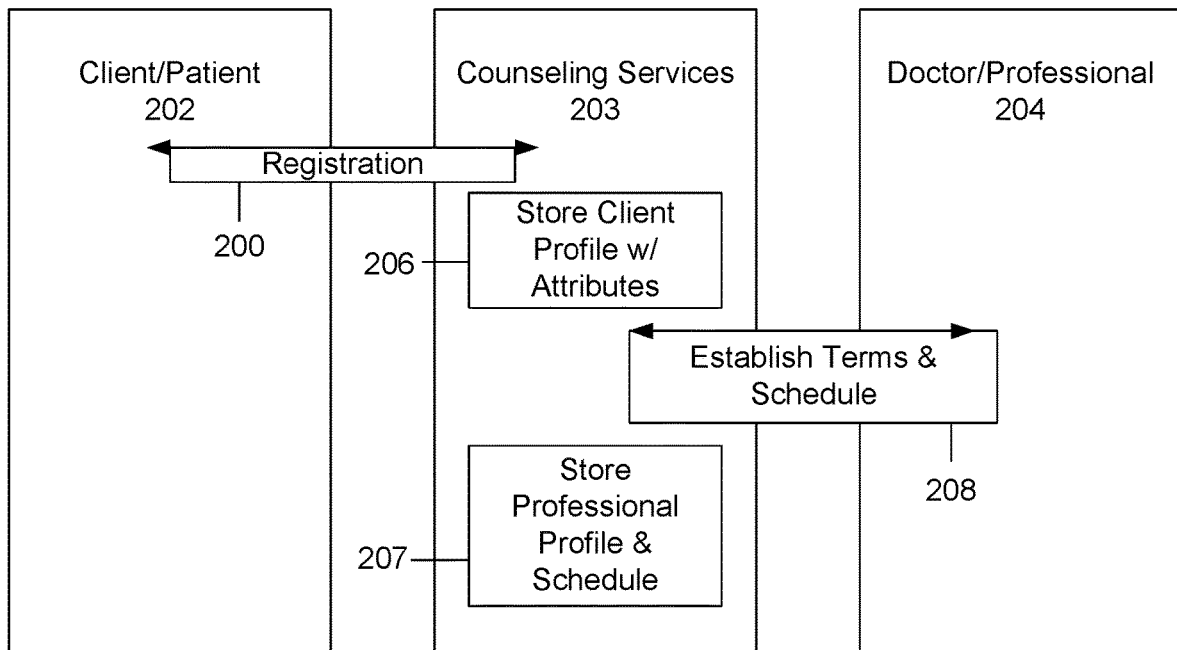 Client/Patient
202
Counseling Services
203
Doctor/Professional
204
Registration
200
Store Client
Profile w/
Attributes
206
Establish Terms &
Schedule
208
Store
Professional
Profile &
Schedule
207